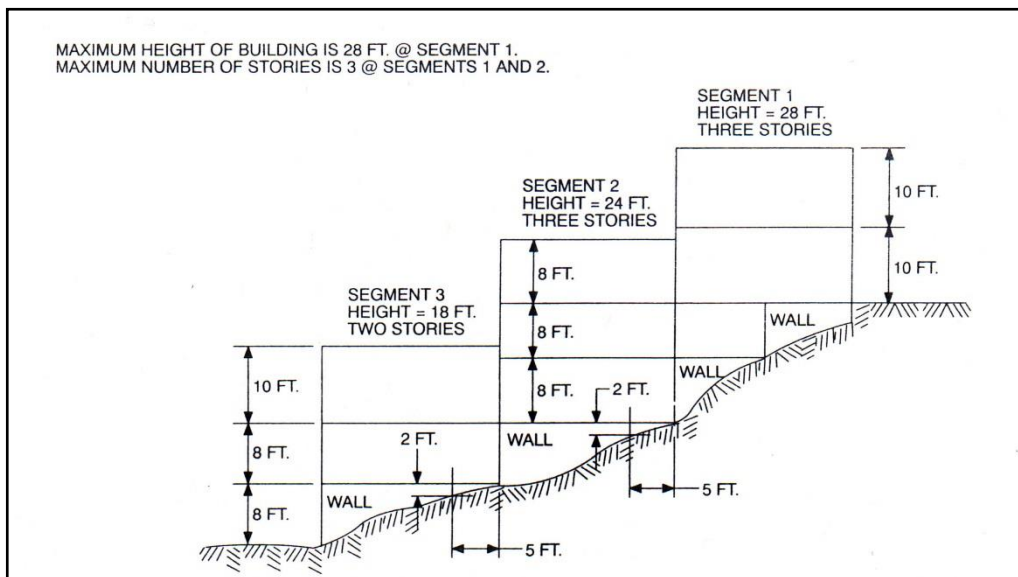 MAXIMUM HEIGHT OF BUILDING IS 28 FT. @ SEGMENT 1.
MAXIMUM NUMBER OF STORIES IS 3 @ SEGMENTS 1 AND 2.
SEGMENT 1
HEIGHT = 28 FT.
THREE STORIES
10 FT.
10 FT.
SEGMENT 2
HEIGHT = 24 FT.
THREE STORIES
8 FT.
8 FT.
8 FT.
WALL
WALL
SEGMENT 3
HEIGHT = 18 FT.
TWO STORIES
10 FT.
8 FT.
8 FT.
2 FT.
WALL
2 FT.
WALL
5 FT.
5 FT.